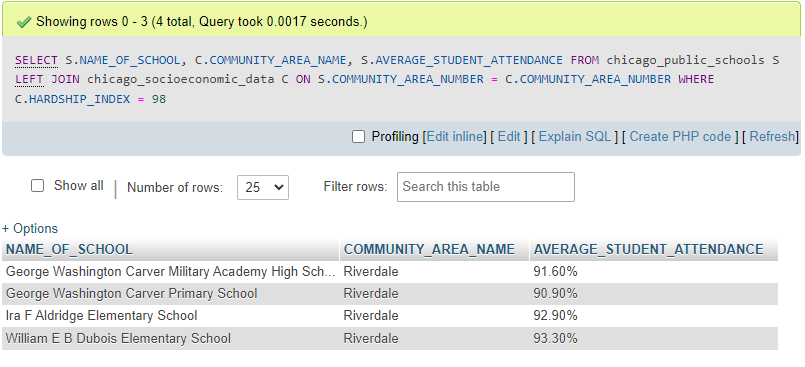 Showing rows 0 - 3 (4 total, Query took 0.0017 seconds.)
SELECT S.NAME_OF_SCHOOL, C.COMMUNITY_AREA_NAME, S.AVERAGE_STUDENT_ATTENDANCE FROM chicago_public_schools S
LEFT JOIN chicago_socioeconomic_data C ON S.COMMUNITY_AREA_NUMBER = C.COMMUNITY_AREA_NUMBER WHERE
C.HARDSHIP_INDEX = 98
Profiling [Edit inline] [ Edit ] [ Explain SQL ] [ Create PHP code ] [ Refresh]
Show all | Number of rows: 25 Filter rows: Search this table
+ Options
NAME_OF_SCHOOL COMMUNITY_AREA_NAME AVERAGE_STUDENT_ATTENDANCE
George Washington Carver Military Academy High Sch... Riverdale 91.60%
George Washington Carver Primary School Riverdale 90.90%
Ira F Aldridge Elementary School Riverdale 92.90%
William E B Dubois Elementary School Riverdale 93.30%